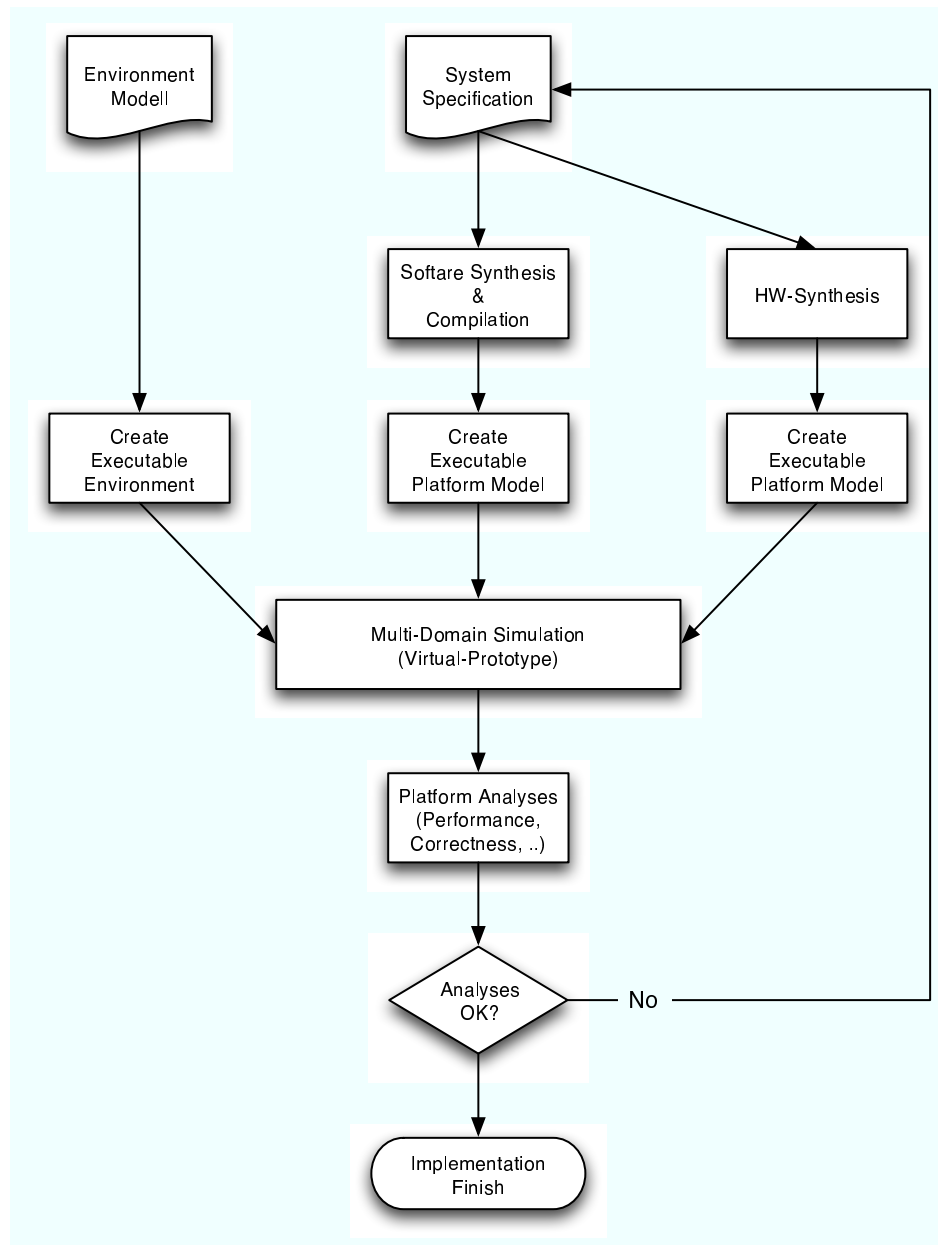 Environment
Modell
System
Specification
Softare Synthesis
&
Compilation
HW-Synthesis
Create
Executable
Environment
Create
Executable
Platform Model
Create
Executable
Platform Model
Multi-Domain Simulation
(Virtual-Prototype)
Platform Analyses
(Performance,
Correctness, ..)
Analyses
OK?
No
Implementation
Finish